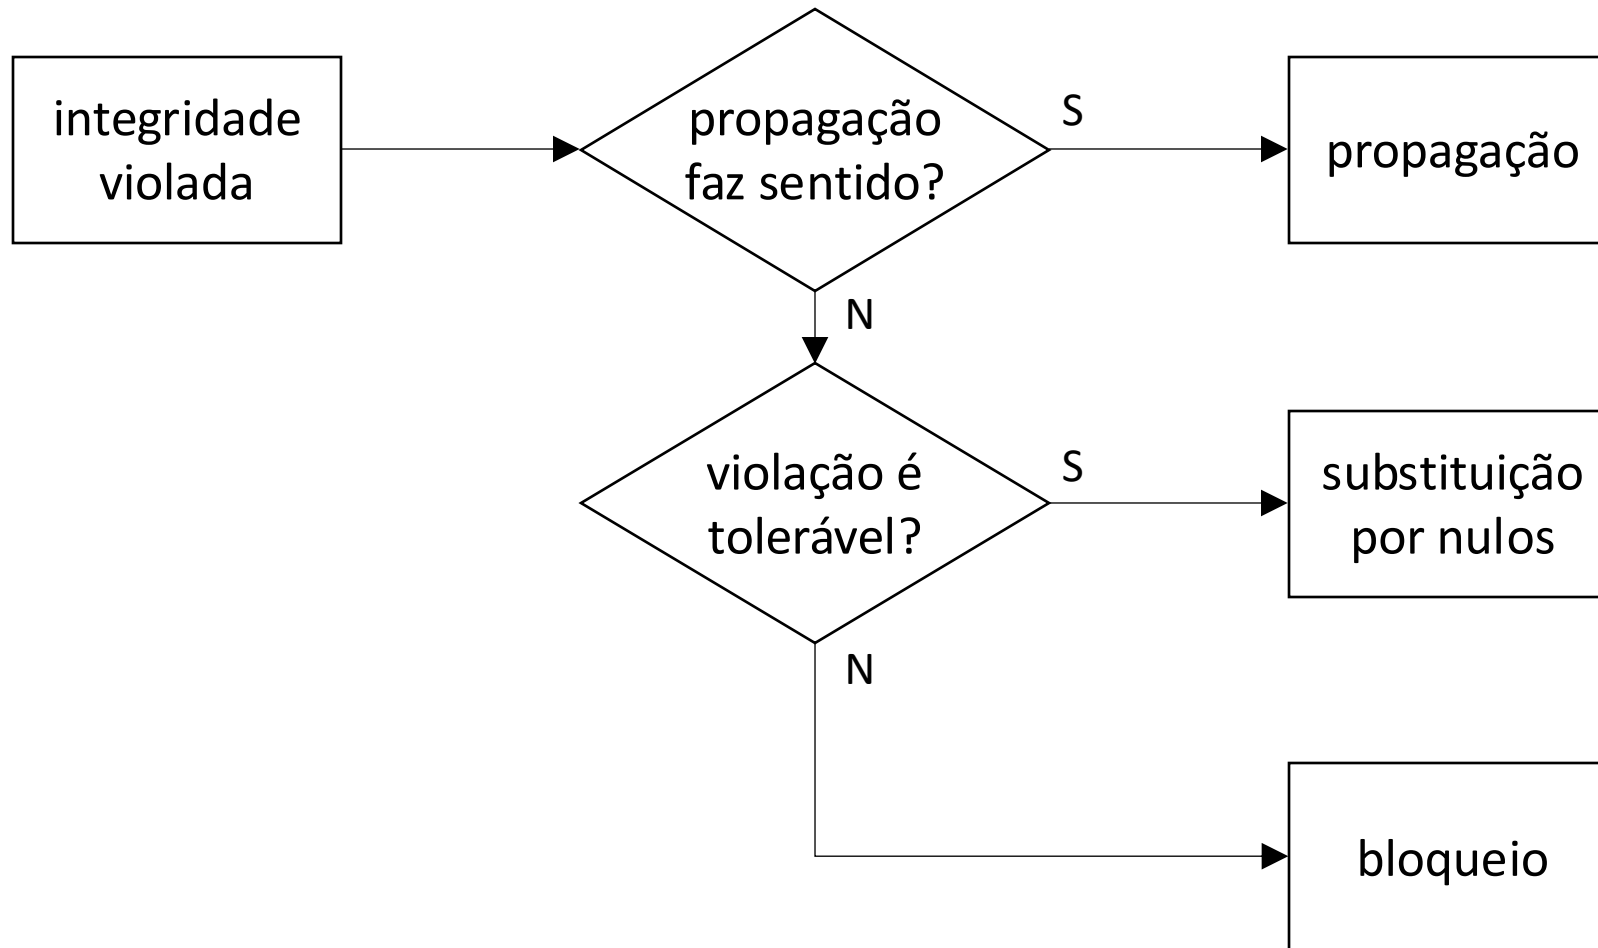 integridade
violada
propagação
faz sentido?
S
propagação
N
violação é
tolerável?
S
substituição
por nulos
N
bloqueio